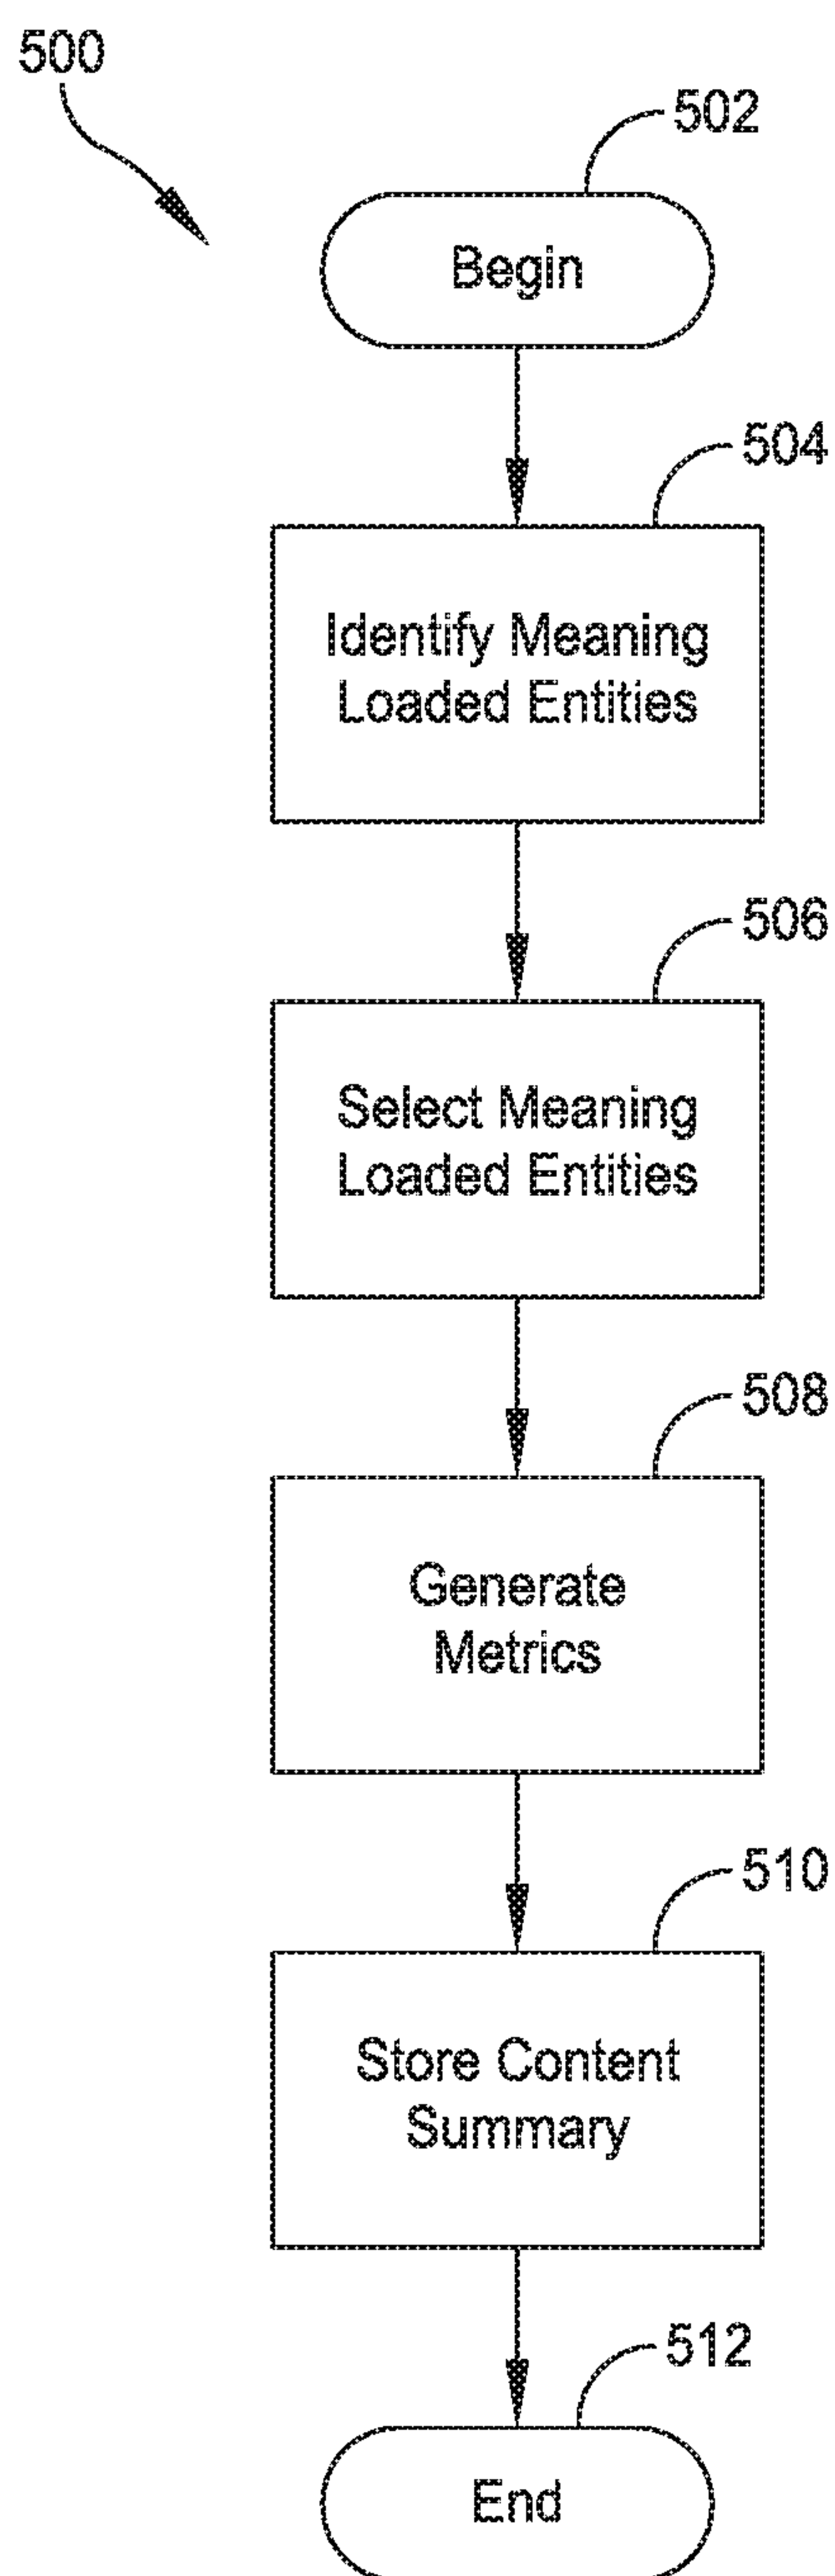 500
502
Begin
504
Identify Meaning
Loaded Entities
506
Select Meaning
Loaded Entities
508
Generate
Metrics
510
Store Content
Summary
512
End